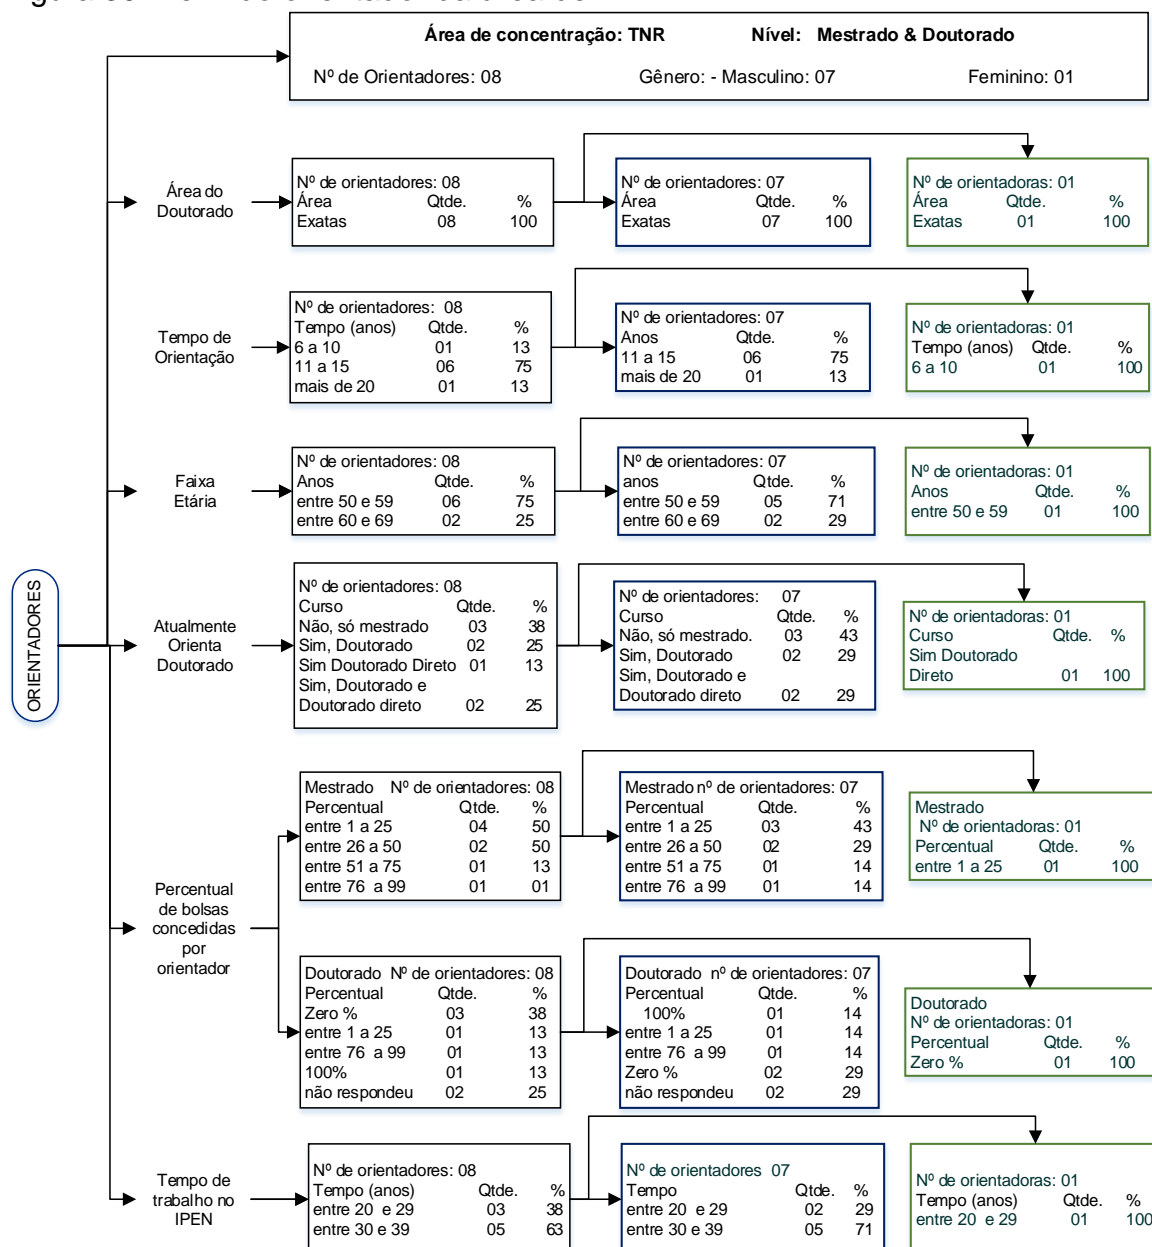 Área de concentração: TNR Nível: Mestrado & Doutorado
Nº de Orientadores: 08 Gênero: - Masculino: 07 Feminino: 01
ORIENTADORES
Área do
Doutorado
Nº de orientadores: 08
Área Qtde. %
Exatas 08 100
Nº de orientadores: 07
Área Qtde. %
Exatas 07 100
Nº de orientadoras: 01
Área Qtde. %
Exatas 01 100
Tempo de
Orientação
Nº de orientadores: 08
Tempo (anos) Qtde. %
6 a 10 01 13
11 a 15 06 75
mais de 20 01 13
Nº de orientadores: 07
Anos Qtde. %
11 a 15 06 75
mais de 20 01 13
Nº de orientadoras: 01
Tempo (anos) Qtde. %
6 a 10 01 100
Faixa
Etária
Nº de orientadores: 08
Anos Qtde. %
entre 50 e 59 06 75
entre 60 e 69 02 25
Nº de orientadores: 07
anos Qtde. %
entre 50 e 59 05 71
entre 60 e 69 02 29
Nº de orientadoras: 01
Anos Qtde. %
entre 50 e 59 01 100
Atualmente
Orienta
Doutorado
Nº de orientadores: 08
Curso Qtde. %
Não, só mestrado 03 38
Sim, Doutorado 02 25
Sim Doutorado Direto 01 13
Sim, Doutorado e
Doutorado direto 02 25
Nº de orientadores: 07
Curso Qtde. %
Não, só mestrado. 03 43
Sim, Doutorado 02 29
Sim, Doutorado e
Doutorado direto 02 29
Nº de orientadoras: 01
Curso Qtde. %
Sim Doutorado
Direto 01 100
Percentual
de bolsas
concedidas
por
orientador
Mestrado Nº de orientadores: 08
Percentual Qtde. %
entre 1 a 25 04 50
entre 26 a 50 02 50
entre 51 a 75 01 13
entre 76 a 99 01 01
Mestrado nº de orientadores: 07
Percentual Qtde. %
entre 1 a 25 03 43
entre 26 a 50 02 29
entre 51 a 75 01 14
entre 76 a 99 01 14
Mestrado
Nº de orientadoras: 01
Percentual Qtde. %
entre 1 a 25 01 100
Doutorado Nº de orientadores: 08
Percentual Qtde. %
Zero % 03 38
entre 1 a 25 01 13
entre 76 a 99 01 13
100% 01 13
não respondeu 02 25
Doutorado nº de orientadores: 07
Percentual Qtde. %
100% 01 14
entre 1 a 25 01 14
entre 76 a 99 01 14
Zero % 02 29
não respondeu 02 29
Doutorado
Nº de orientadoras: 01
Percentual Qtde. %
Zero % 01 100
Tempo de
trabalho no
IPEN
Nº de orientadores: 08
Tempo (anos) Qtde. %
entre 20 e 29 03 38
entre 30 e 39 05 63
Nº de orientadores 07
Tempo Qtde. %
entre 20 e 29 02 29
entre 30 e 39 05 71
Nº de orientadoras: 01
Tempo (anos) Qtde. %
entre 20 e 29 01 100